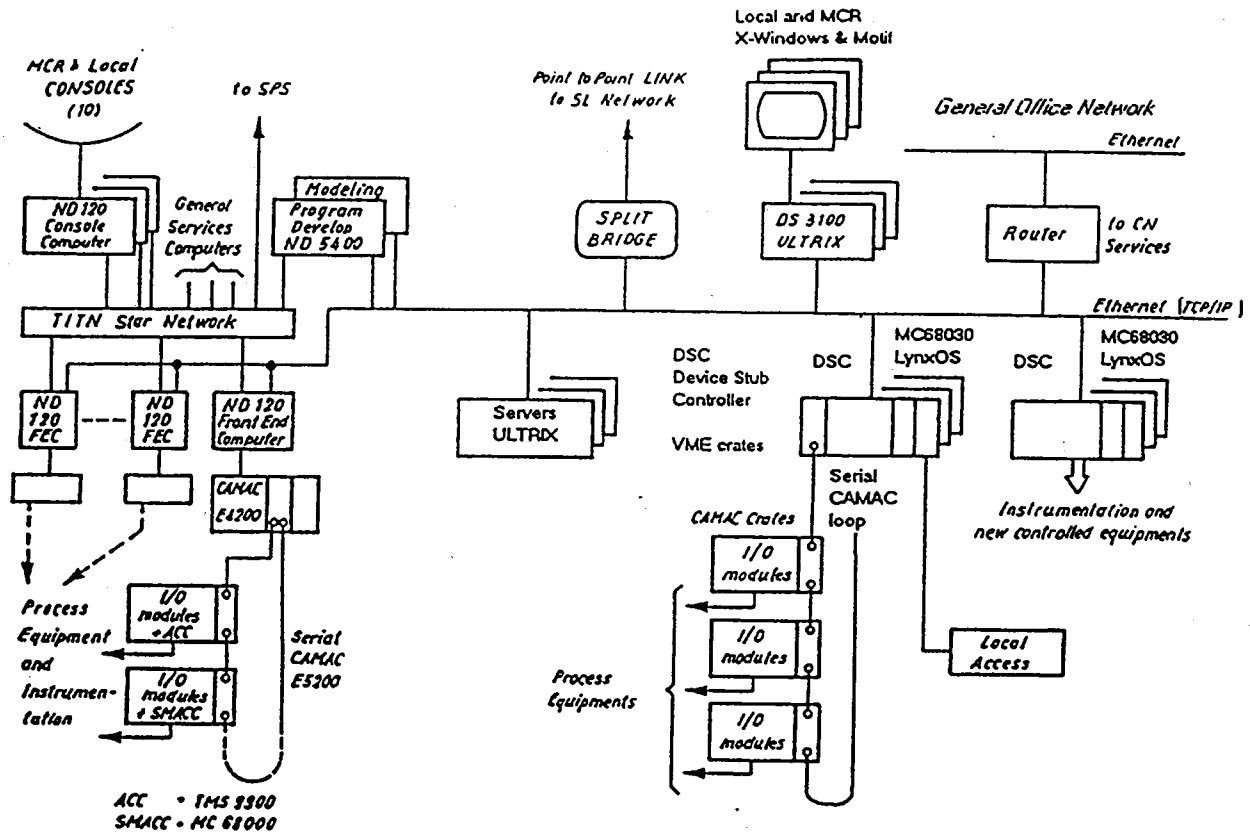 Local and MCR
X-Windows & Motif
MCR & Local
CONSOLES
(10)
to SPS
Point to Point LINK
to SL Network
General Office Network
Ethernet
ND 120
Console
Computer
General
Services
Computers
Modeling
Program
Develop
ND 5400
SPLIT
BRIDGE
DS 3100
ULTRIX
Router
to CN
Services
TITN Star Network
Ethernet (TCP/IP)
ND
120
FEC
ND
120
FEC
ND 120
Front End
Computer
Servers
ULTRIX
DSC
Device Stub
Controller
VME crates
DSC
MC68030
LynxOS
DSC
MC68030
LynxOS
CAMAC
E4200
Serial
CAMAC
loop
CAMAC Crates
Instrumentation and
new controlled equipments
I/O
modules
+ ACC
I/O
modules
+ SMACC
Serial
CAMAC
E5200
Process
Equipment
and
Instrumen-
tation
I/O
modules
I/O
modules
I/O
modules
Process
Equipments
Local
Access
ACC = TMS 9900
SMACC = MC 68000